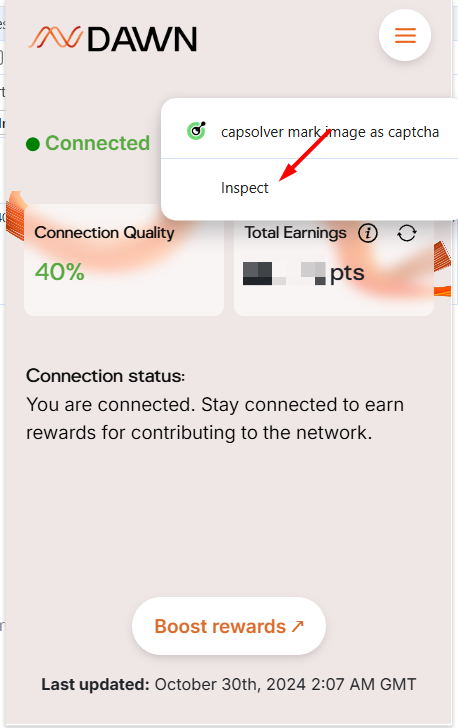 DAWN
Connected
capsolver mark image as captcha
Inspect
Connection Quality
Total Earnings
40%
pts
Connection status:
You are connected. Stay connected to earn
rewards for contributing to the network.
Boost rewards ↗
Last updated: October 30th, 2024 2:07 AM GMT